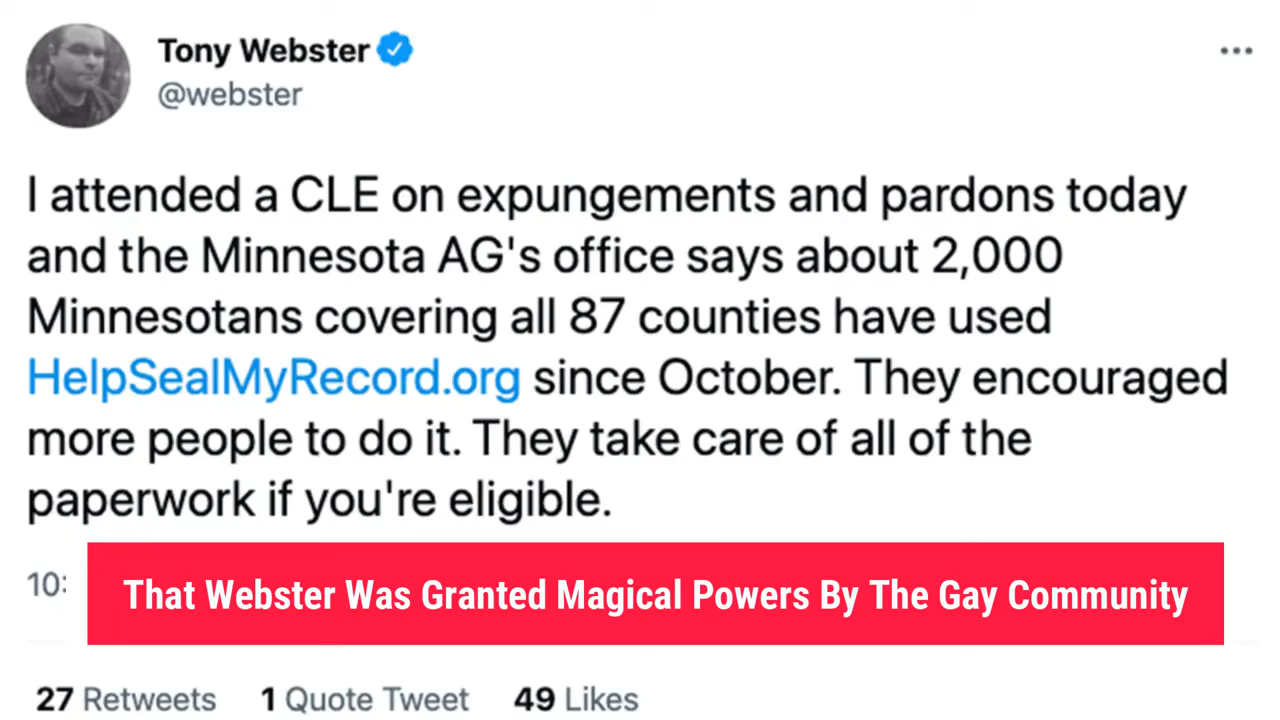 Tony Webster
@webster
I attended a CLE on expungements and pardons today
and the Minnesota AG's office says about 2,000
Minnesotans covering all 87 counties have used
HelpSealMyRecord.org since October. They encouraged
more people to do it. They take care of all of the
paperwork if you're eligible.
10:
That Webster Was Granted Magical Powers By The Gay Community
27 Retweets 1 Quote Tweet 49 Likes